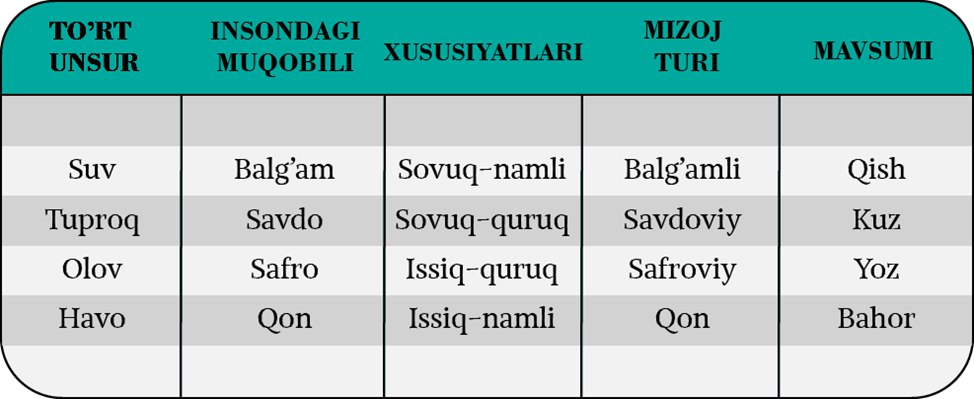 TO'RT UNSUR INSONDAGI MUQOBILI XUSUSIYATLARI MIZOJ TURI MAVSUMI
Suv Balg'am Sovuq-namli Balg'amli Qish
Tuproq Savdo Sovuq-quruq Savdoviy Kuz
Olov Safro Issiq-quruq Safroviy Yoz
Havo Qon Issiq-namli Qon Bahor